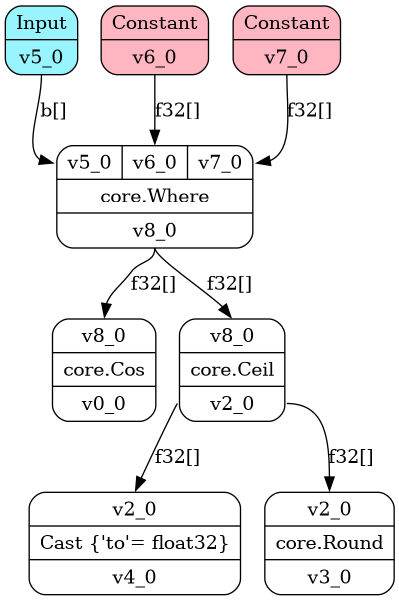 Input
v5_0
Constant
v6_0
Constant
v7_0
b[]
f32[]
f32[]
v5_0 v6_0 v7_0
core.Where
v8_0
f32[]
f32[]
v8_0
core.Cos
v0_0
v8_0
core.Ceil
v2_0
f32[]
f32[]
v2_0
Cast {'to'= float32}
v4_0
v2_0
core.Round
v3_0